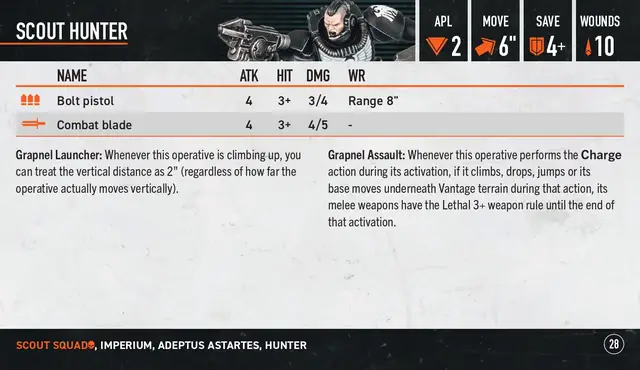 SCOUT HUNTER
APL MOVE SAVE WOUNDS
2 6" 4+ 10
NAME ATK HIT DMG WR
Bolt pistol 4 3+ 3/4 Range 8"
Combat blade 4 3+ 4/5 -
Grapnel Launcher: Whenever this operative is climbing up, you
can treat the vertical distance as 2" (regardless of how far the
operative actually moves vertically).
Grapnel Assault: Whenever this operative performs the Charge
action during its activation, if it climbs, drops, jumps or its
base moves underneath Vantage terrain during that action, its
melee weapons have the Lethal 3+ weapon rule until the end of
that activation.
SCOUT SQUAD, IMPERIUM, ADEPTUS ASTARTES, HUNTER
28